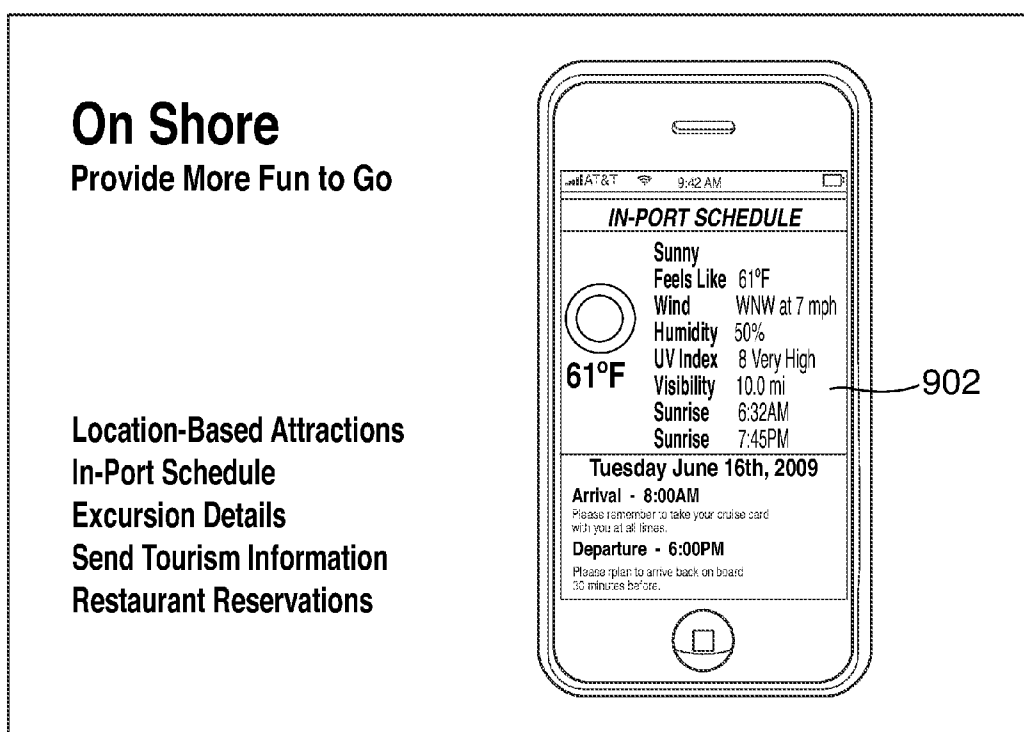 On Shore
Provide More Fun to Go
Location-Based Attractions
In-Port Schedule
Excursion Details
Send Tourism Information
Restaurant Reservations
AT&T 9:42 AM
IN-PORT SCHEDULE
Sunny
Feels Like 61ºF
Wind WNW at 7 mph
Humidity 50%
UV Index 8 Very High
61ºF
Visibility 10.0 mi
Sunrise 6:32AM
Sunrise 7:45PM
Tuesday June 16th, 2009
Arrival - 8:00AM
Please remember to take your cruise card
with you at all times.
Departure - 6:00PM
Please rplan to arrive back on board
30 minutes before.
902